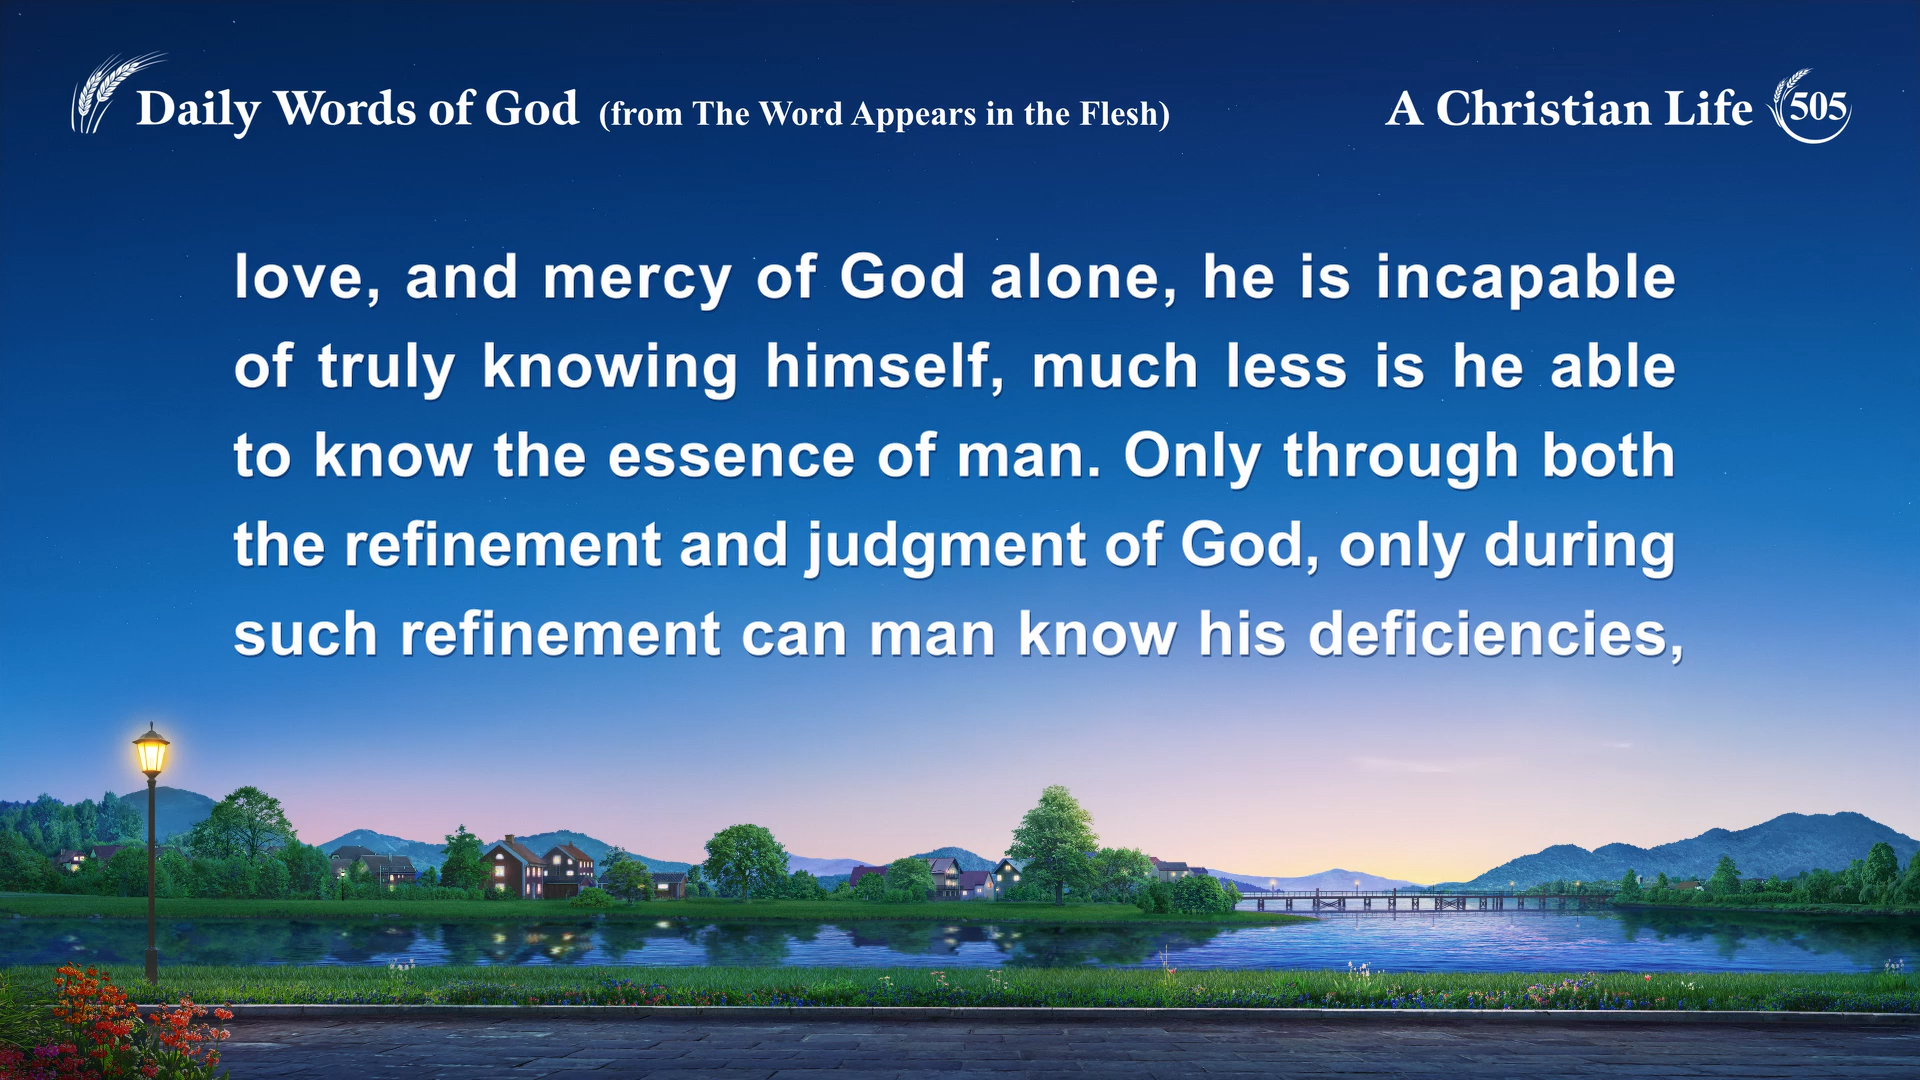 Daily Words of God (from The Word Appears in the Flesh)
A Christian Life 505
love, and mercy of God alone, he is incapable
of truly knowing himself, much less is he able
to know the essence of man. Only through both
the refinement and judgment of God, only during
such refinement can man know his deficiencies,